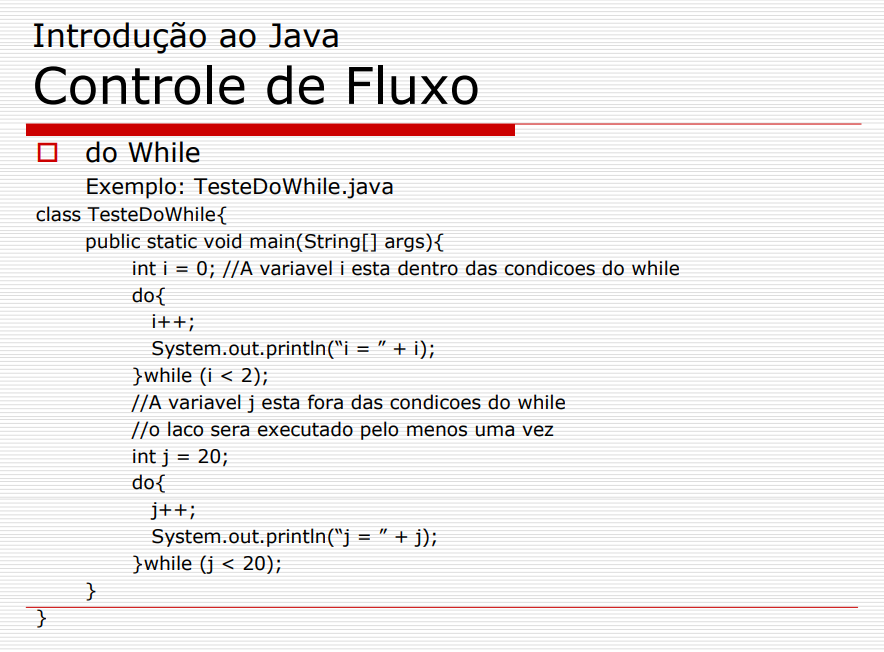 Introdução ao Java
Controle de Fluxo
do While
Exemplo: TesteDoWhile.java
class TesteDoWhile{
public static void main(String[] args){
int i = 0; //A variavel i esta dentro das condicoes do while
do{
i++;
System.out.println(“i = ” + i);
}while (i < 2);
//A variavel j esta fora das condicoes do while
//o laco sera executado pelo menos uma vez
int j = 20;
do{
j++;
System.out.println(“j = ” + j);
}while (j < 20);
}
}